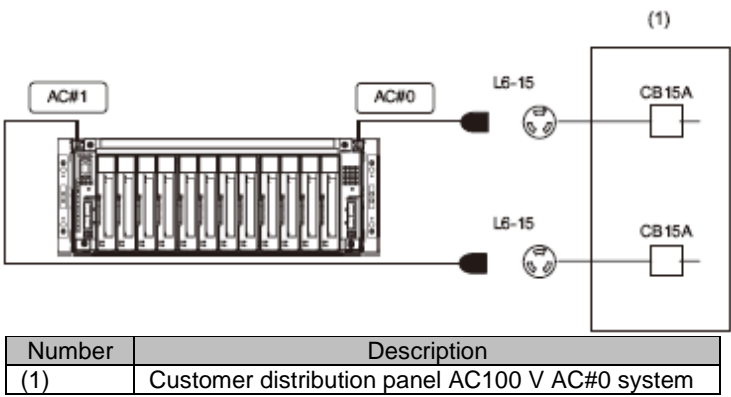 (1)
AC#1
AC#0
L6-15
CB15A
L6-15
CB15A
Number Description
(1) Customer distribution panel AC100 V AC#0 system